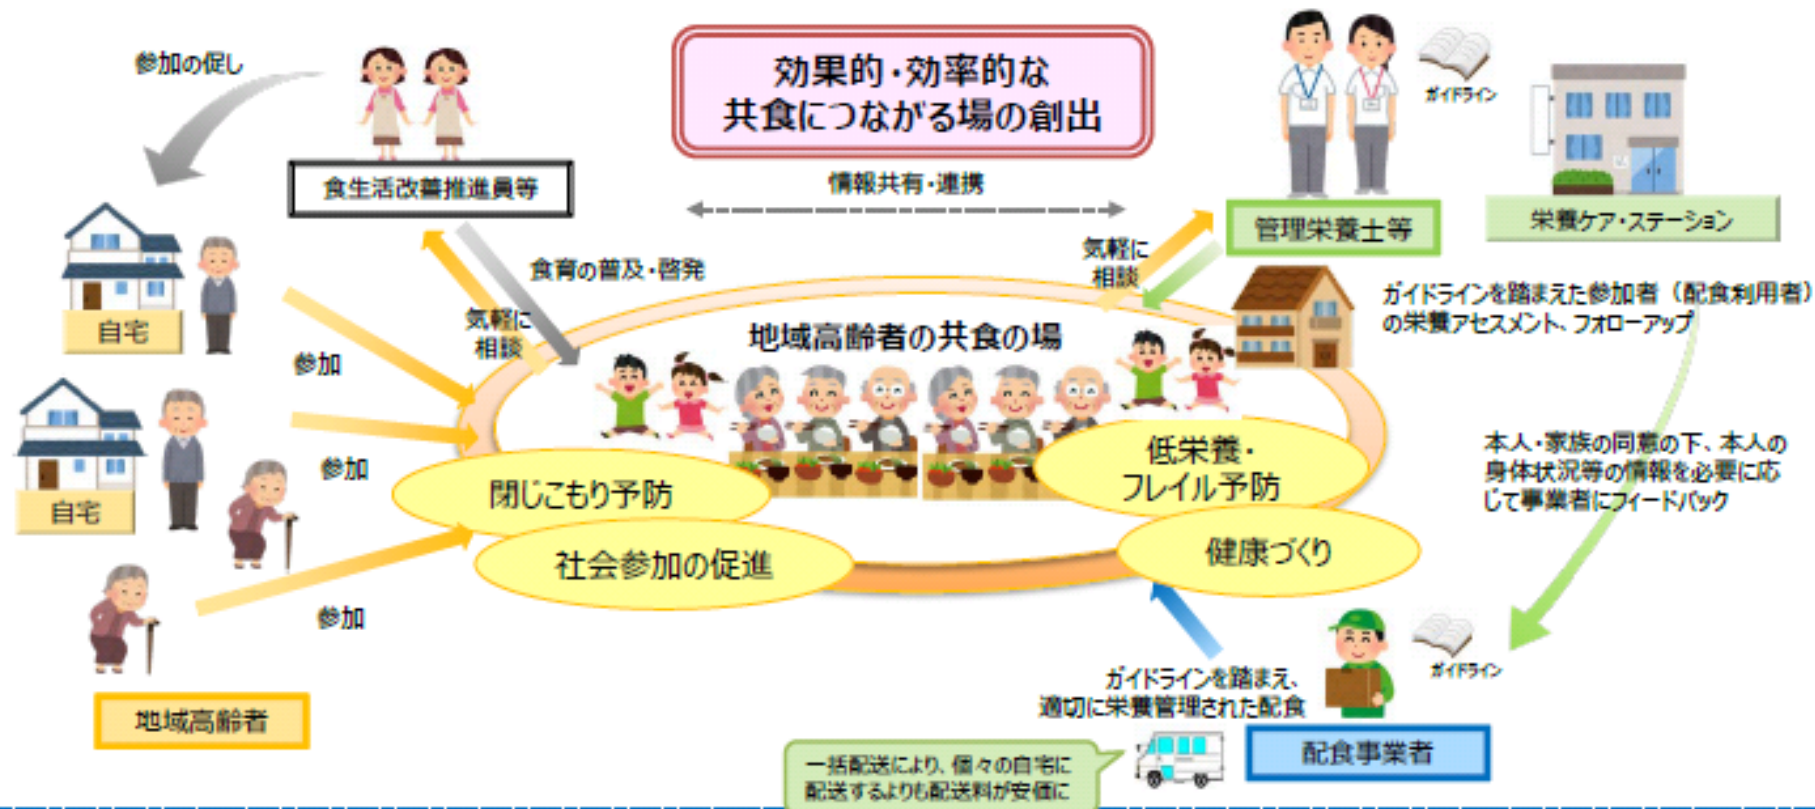 参加の促し
効果的・効率的な
共食につながる場の創出
ガイドライン
食生活改善推進員等
情報共有・連携
管理栄養士等
栄養ケア・ステーション
気軽に
相談
食育の普及・啓発
気軽に
相談
ガイドラインを踏まえた参加者(配食利用者)
の栄養アセスメント、フォローアップ
自宅
参加
地域高齢者の共食の場
参加
自宅
閉じこもり予防
低栄養・
フレイル予防
本人・家族の同意の下、本人の
身体状況等の情報を必要に応
じて事業者にフィードバック
社会参加の促進
健康づくり
参加
ガイドライン
ガイドラインを踏まえ、
適切に栄養管理された配食
地域高齢者
配食事業者
一括配送により、個々の自宅に
配送するよりも配送料が安価に